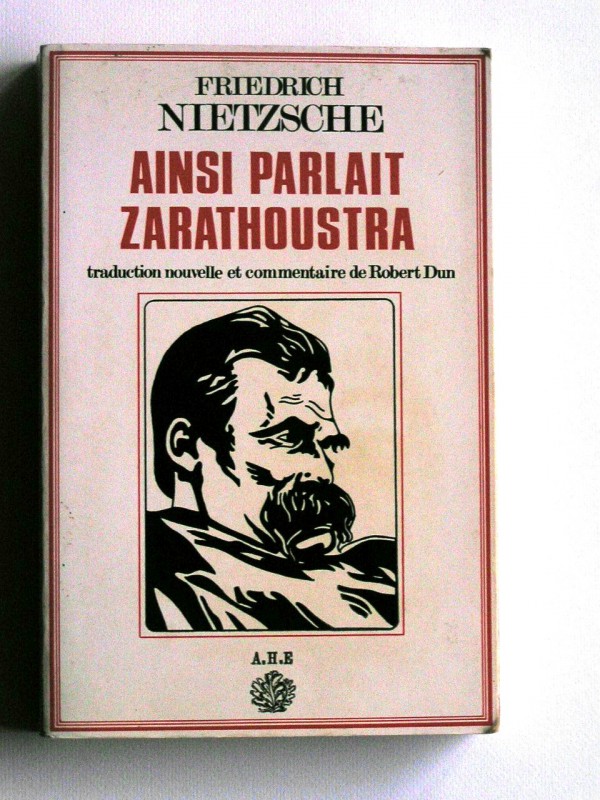 FRIEDRICH
NIETZSCHE
AINSI PARLAIT
ZARATHOUSTRA
traduction nouvelle et commentaire de Robert Dun
A.H.E